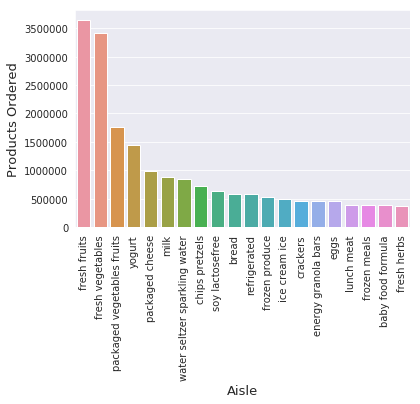 Products Ordered
3500000
3000000
2500000
2000000
1500000
1000000
500000
0
fresh fruits
fresh vegetables
packaged vegetables fruits
yogurt
packaged cheese
milk
water seltzer sparkling water
chips pretzels
soy lactosefree
bread
refrigerated
frozen produce
ice cream ice
crackers
energy granola bars
eggs
lunch meat
frozen meals
baby food formula
fresh herbs
Aisle